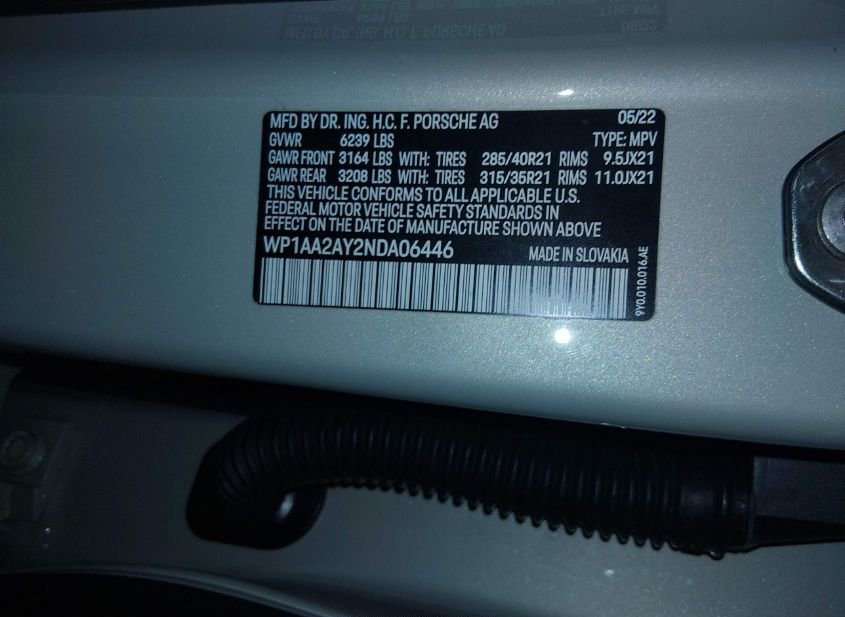 MFD BY DR. ING. H.C. F. PORSCHE AG 05/22
GVWR 6239 LBS TYPE: MPV
GAWR FRONT 3164 LBS WITH: TIRES 285/40R21 RIMS 9.5JX21
GAWR REAR 3208 LBS WITH: TIRES 315/35R21 RIMS 11.0JX21
THIS VEHICLE CONFORMS TO ALL APPLICABLE U.S.
FEDERAL MOTOR VEHICLE SAFETY STANDARDS IN
EFFECT ON THE DATE OF MANUFACTURE SHOWN ABOVE
WP1AA2AY2NDA06446 MADE IN SLOVAKIA
9Y0.010.016.AE